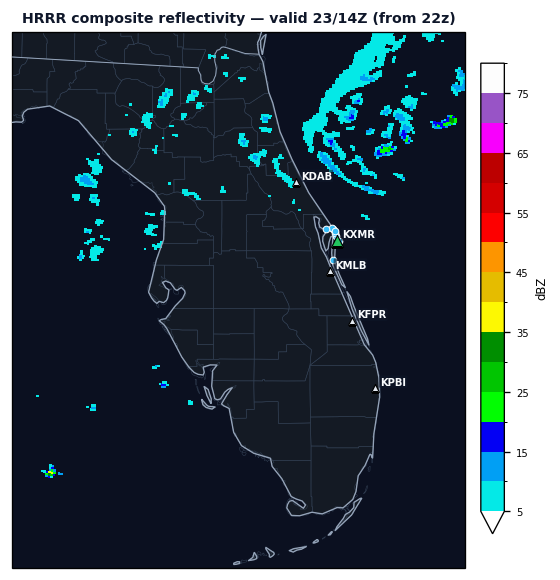 HRRR composite reflectivity — valid 23/14Z (from 22z)
75
65
55
45
35
25
15
5
dBZ
KDAB
KXMR
KMLB
KFPR
KPBI